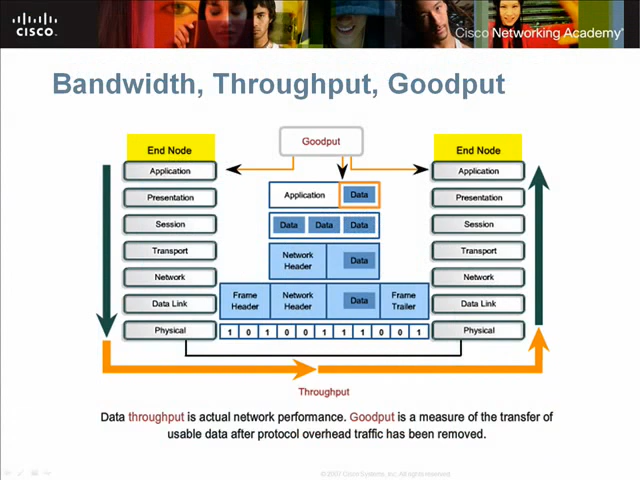 CISCO
Cisco Networking Academy
Bandwidth, Throughput, Goodput
Goodput
End Node
End Node
Application
Application
Application Data
Presentation
Presentation
Session
Data Data Data
Session
Transport
Network Header Data
Transport
Network
Network
Data Link
Frame Header Network Header Data Frame Trailer
Data Link
Physical
1 0 1 0 0 1 1 1 0 0 1
Physical
Throughput
Data throughput is actual network performance. Goodput is a measure of the transfer of
usable data after protocol overhead traffic has been removed.
© 2007 Cisco Systems, Inc. All rights reserved.